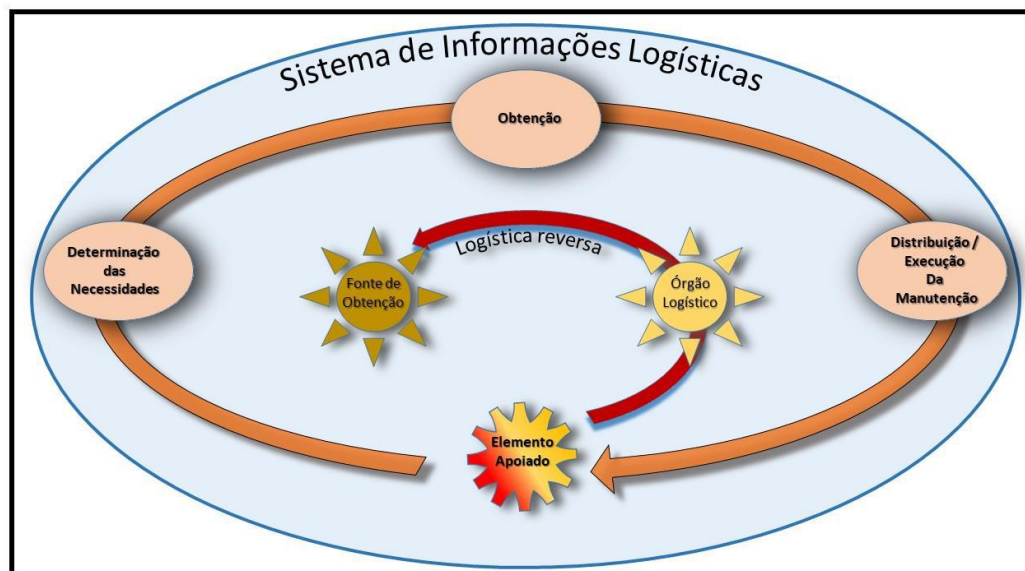 Sistema de Informações Logísticas
Obtenção
Determinação
das
Necessidades
Distribuição /
Execução
Da
Manutenção
Logística reversa
Fonte de
Obtenção
Órgão
Logístico
Elemento
Apoiado